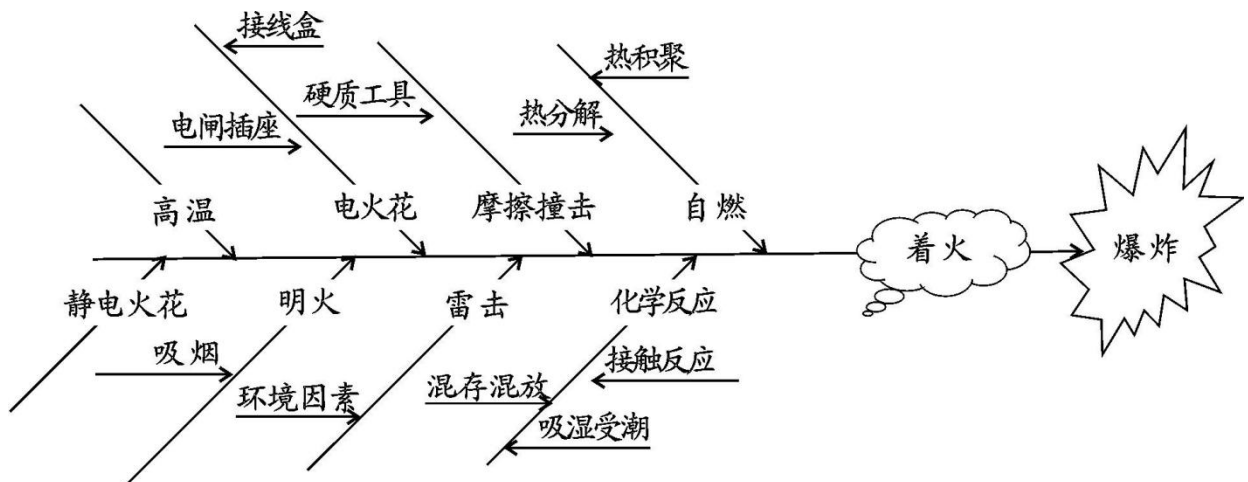 接线盒
硬质工具
热积聚
电闸插座
热分解
高温
电火花
摩擦撞击
自燃
着火
爆炸
静电火花
明火
雷击
化学反应
吸烟
环境因素
混存混放
接触反应
吸湿受潮